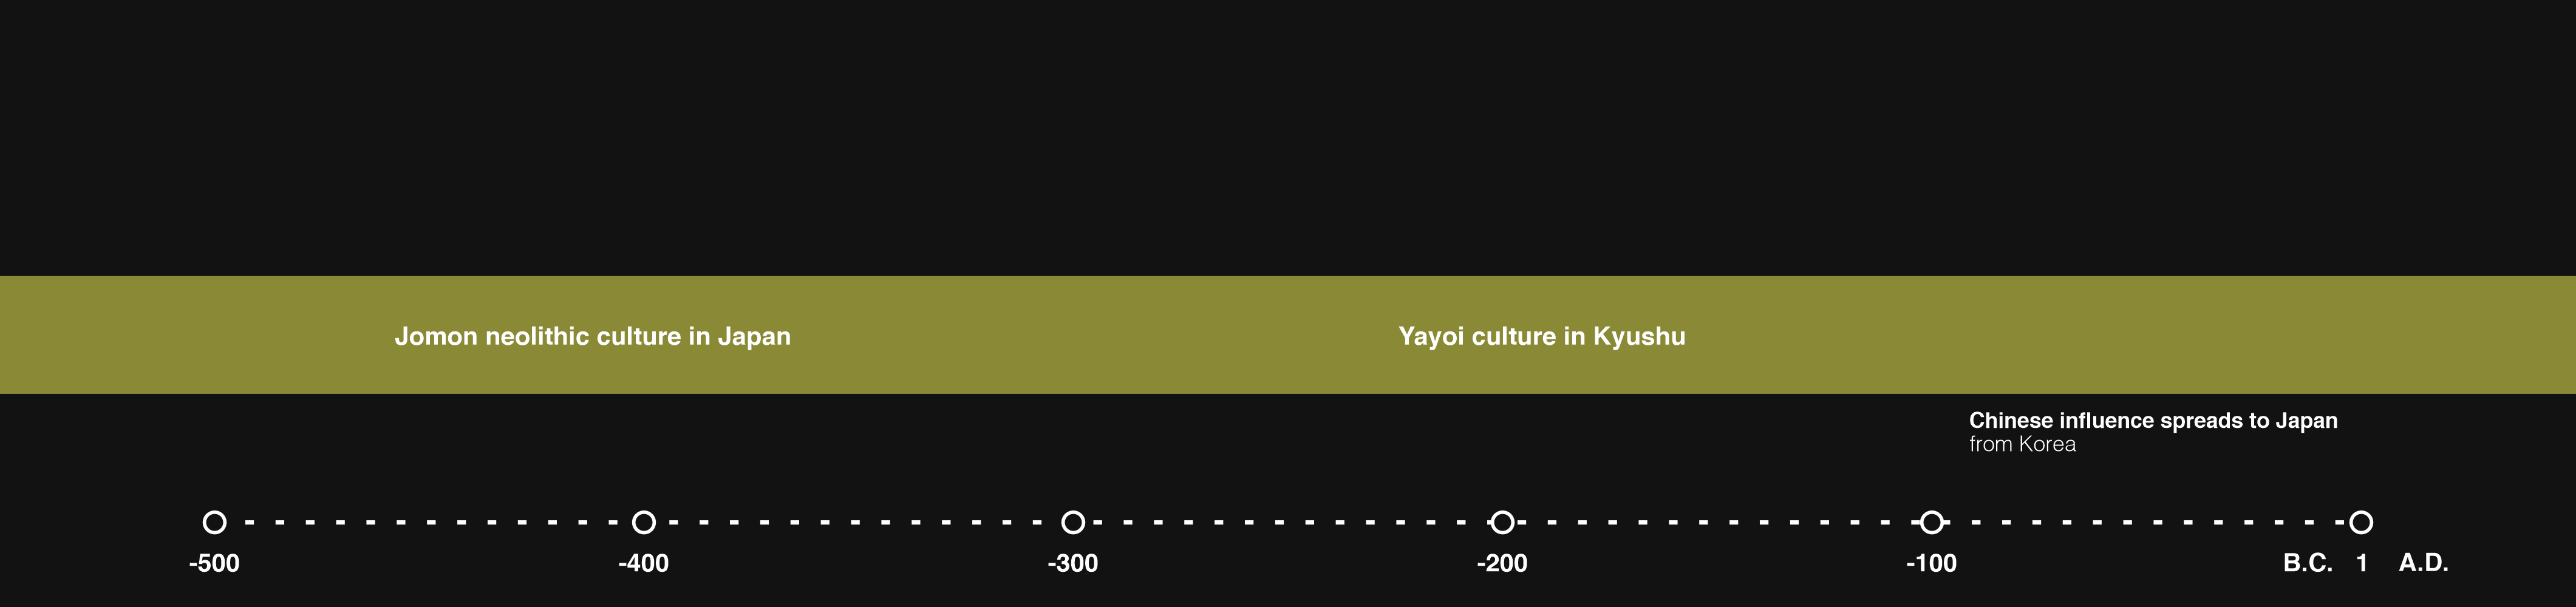 Jomon neolithic culture in Japan
Yayoi culture in Kyushu
Chinese influence spreads to Japan
from Korea
-500 -400 -300 -200 -100 B.C. 1 A.D.